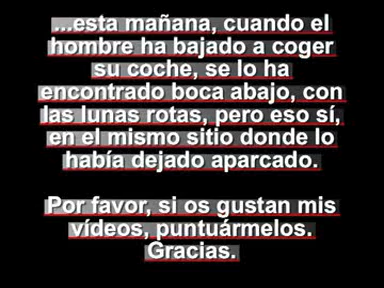 ...esta mañana, cuando el
hombre ha bajado a coger
su coche, se lo ha
encontrado boca abajo, con
las lunas rotas, pero eso sí,
en el mismo sitio donde lo
había dejado aparcado.
Por favor, si os gustan mis
vídeos, puntuármelos.
Gracias.